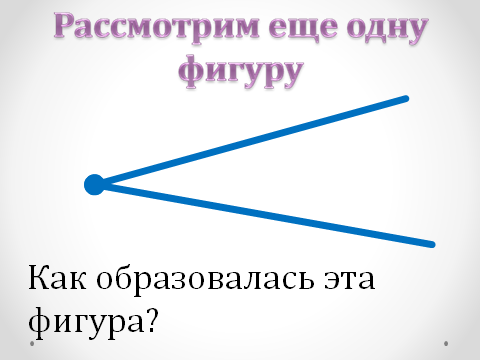 Рассмотрим еще одну
фигуру
Как образовалась эта
фигура?